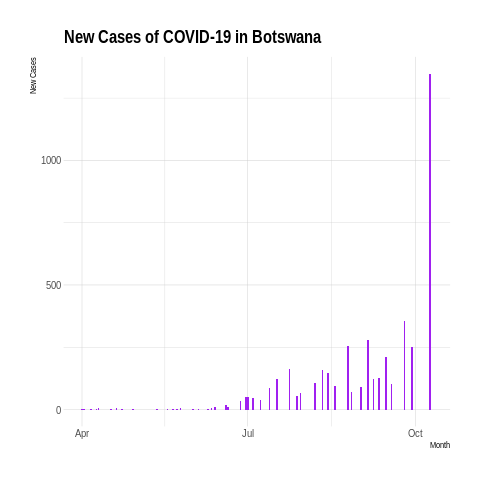 New Cases of COVID-19 in Botswana
New Cases
1000
500
0
Apr
Jul
Oct
Month